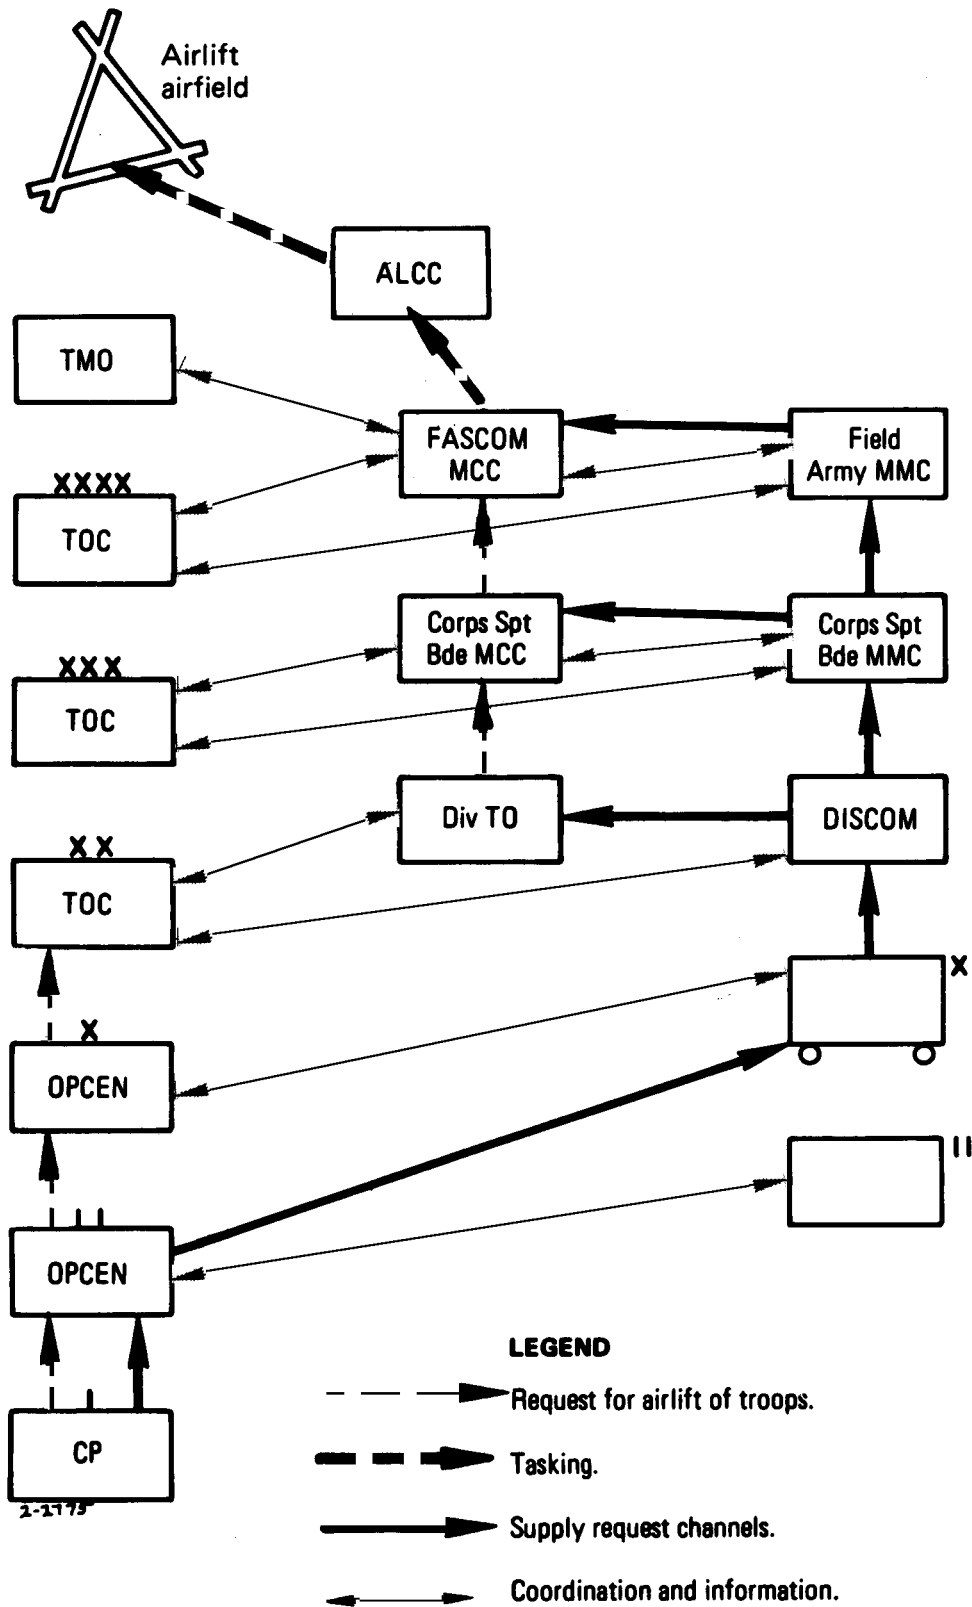 Airlift
airfield
ALCC
TMO
FASCOM
MCC
Field
Army MMC
XXXX
TOC
Corps Spt
Bde MCC
Corps Spt
Bde MMC
XXX
TOC
Div TO
DISCOM
XX
TOC
X
X
OPCEN
II
OPCEN
CP
2-2775
LEGEND
Request for airlift of troops.
Tasking.
Supply request channels.
Coordination and information.